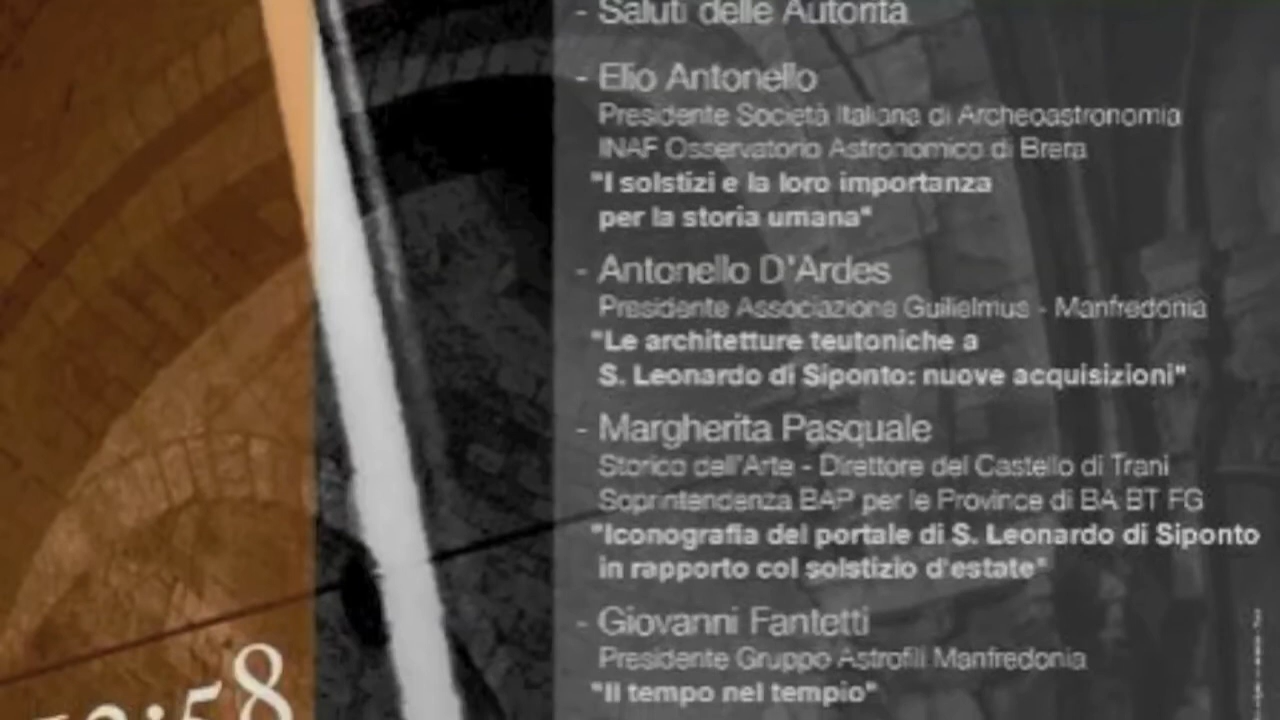 - Saluti delle Autorità
- Elio Antonello
Presidente Società Italiana di Archeoastronomia
INAF Osservatorio Astronomico di Brera
"I solstizi e la loro importanza
per la storia umana"
- Antonello D'Ardes
Presidente Associazione Guilielmus - Manfredonia
"Le architetture teutoniche a
S. Leonardo di Siponto: nuove acquisizioni"
- Margherita Pasquale
Storico dell'Arte - Direttore del Castello di Trani
Soprintendenza BAP per le Province di BA BT FG
"Iconografia del portale di S. Leonardo di Siponto
in rapporto col solstizio d'estate"
- Giovanni Fantetti
Presidente Gruppo Astrofili Manfredonia
"Il tempo nel tempio"
:58